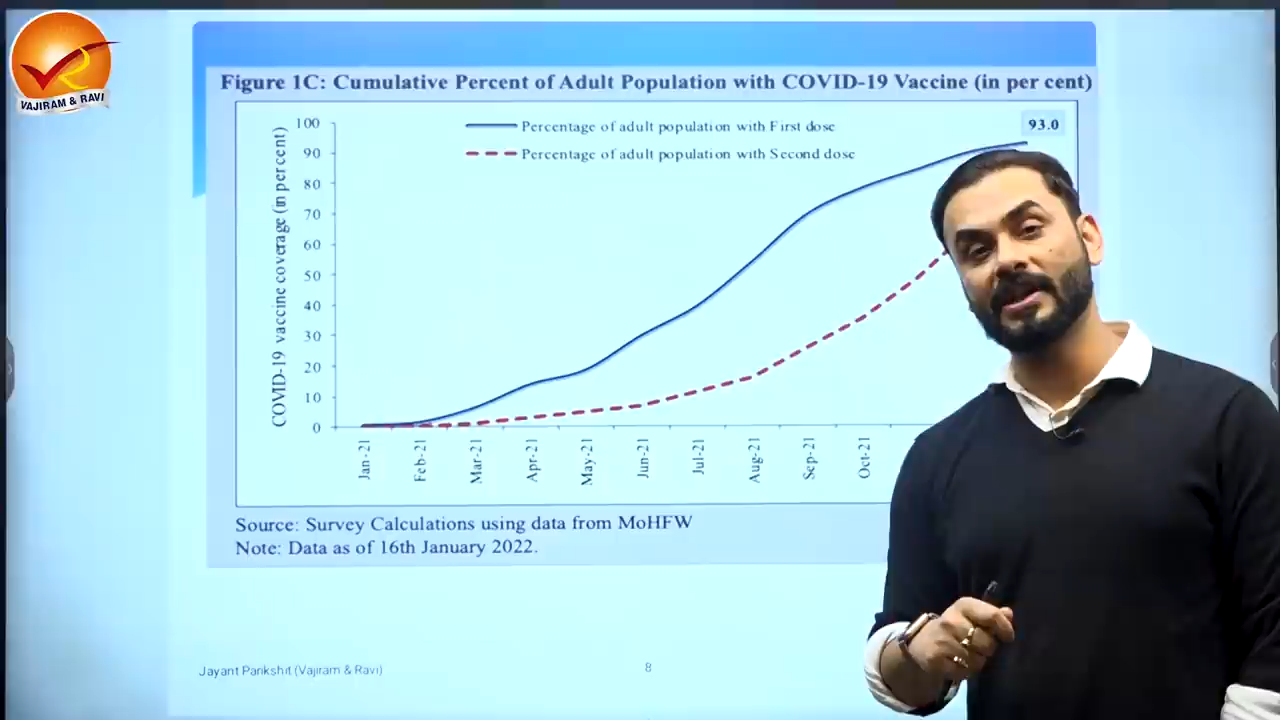 VAJIRAM & RAVI
Figure 1C: Cumulative Percent of Adult Population with COVID-19 Vaccine (in per cent)
COVID-19 vaccine coverage (in percent)
100
90
80
70
60
50
40
30
20
10
0
Percentage of adult population with First dose
Percentage of adult population with Second dose
93.0
Jan-21
Feb-21
Mar-21
Apr-21
May-21
Jun-21
Jul-21
Aug-21
Sep-21
Oct-21
Source: Survey Calculations using data from MoHFW
Note: Data as of 16th January 2022.
Jayant Parikshit (Vajiram & Ravi)
8